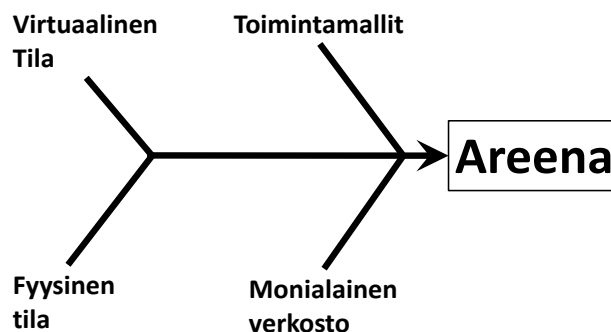 Virtuaalinen
Tila
Toimintamallit
Areena
Fyysinen
tila
Monialainen
verkosto